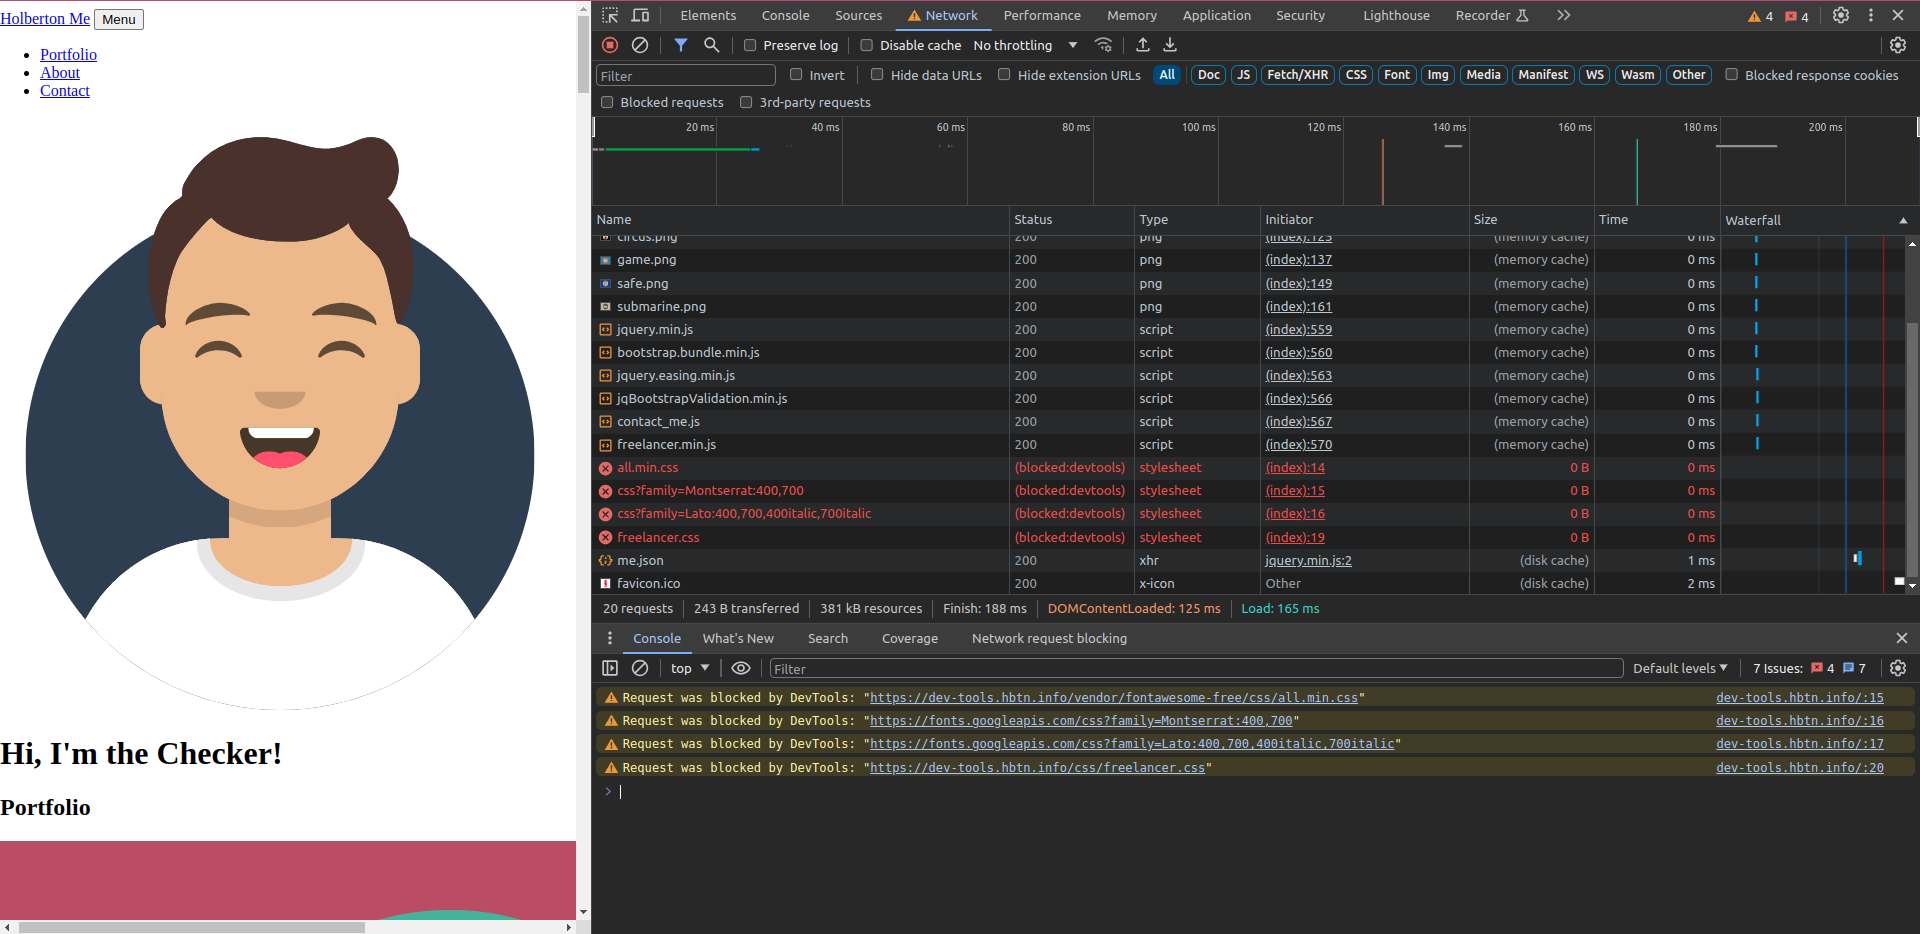 Holberton Me Menu
Portfolio
About
Contact
Hi, I'm the Checker!
Portfolio
Elements Console Sources Network Performance Memory Application Security Lighthouse Recorder 4 4
Preserve log Disable cache No throttling
Filter Invert Hide data URLs Hide extension URLs All Doc JS Fetch/XHR CSS Font Img Media Manifest WS Wasm Other Blocked response cookies
Blocked requests 3rd-party requests
20 ms 40 ms 60 ms 80 ms 100 ms 120 ms 140 ms 160 ms 180 ms 200 ms
Name Status Type Initiator Size Time Waterfall
circus.png 200 png (index):125 (memory cache) 0 ms
game.png 200 png (index):137 (memory cache) 0 ms
safe.png 200 png (index):149 (memory cache) 0 ms
submarine.png 200 png (index):161 (memory cache) 0 ms
jquery.min.js 200 script (index):559 (memory cache) 0 ms
bootstrap.bundle.min.js 200 script (index):560 (memory cache) 0 ms
jquery.easing.min.js 200 script (index):563 (memory cache) 0 ms
jqBootstrapValidation.min.js 200 script (index):566 (memory cache) 0 ms
contact_me.js 200 script (index):567 (memory cache) 0 ms
freelancer.min.js 200 script (index):570 (memory cache) 0 ms
all.min.css (blocked:devtools) stylesheet (index):14 0 B 0 ms
css?family=Montserrat:400,700 (blocked:devtools) stylesheet (index):15 0 B 0 ms
css?family=Lato:400,700,400italic,700italic (blocked:devtools) stylesheet (index):16 0 B 0 ms
freelancer.css (blocked:devtools) stylesheet (index):19 0 B 0 ms
me.json 200 xhr jquery.min.js:2 (disk cache) 1 ms
favicon.ico 200 x-icon Other (disk cache) 2 ms
20 requests 243 B transferred 381 kB resources Finish: 188 ms DOMContentLoaded: 125 ms Load: 165 ms
Console What's New Search Coverage Network request blocking
top Filter Default levels 7 Issues: 4 7
Request was blocked by DevTools: "https://dev-tools.hbtn.info/vendor/fontawesome-free/css/all.min.css" dev-tools.hbtn.info/:15
Request was blocked by DevTools: "https://fonts.googleapis.com/css?family=Montserrat:400,700" dev-tools.hbtn.info/:16
Request was blocked by DevTools: "https://fonts.googleapis.com/css?family=Lato:400,700,400italic,700italic" dev-tools.hbtn.info/:17
Request was blocked by DevTools: "https://dev-tools.hbtn.info/css/freelancer.css" dev-tools.hbtn.info/:20